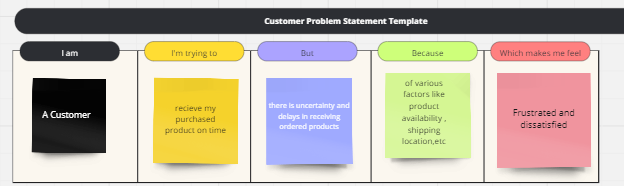 Customer Problem Statement Template
I am
I'm trying to
But
Because
Which makes me feel
A Customer
recieve my
purchased
product on time
there is uncertainty and
delays in receiving
ordered products
of various
factors like
product
availability ,
shipping
location,etc
Frustrated and
dissatisfied